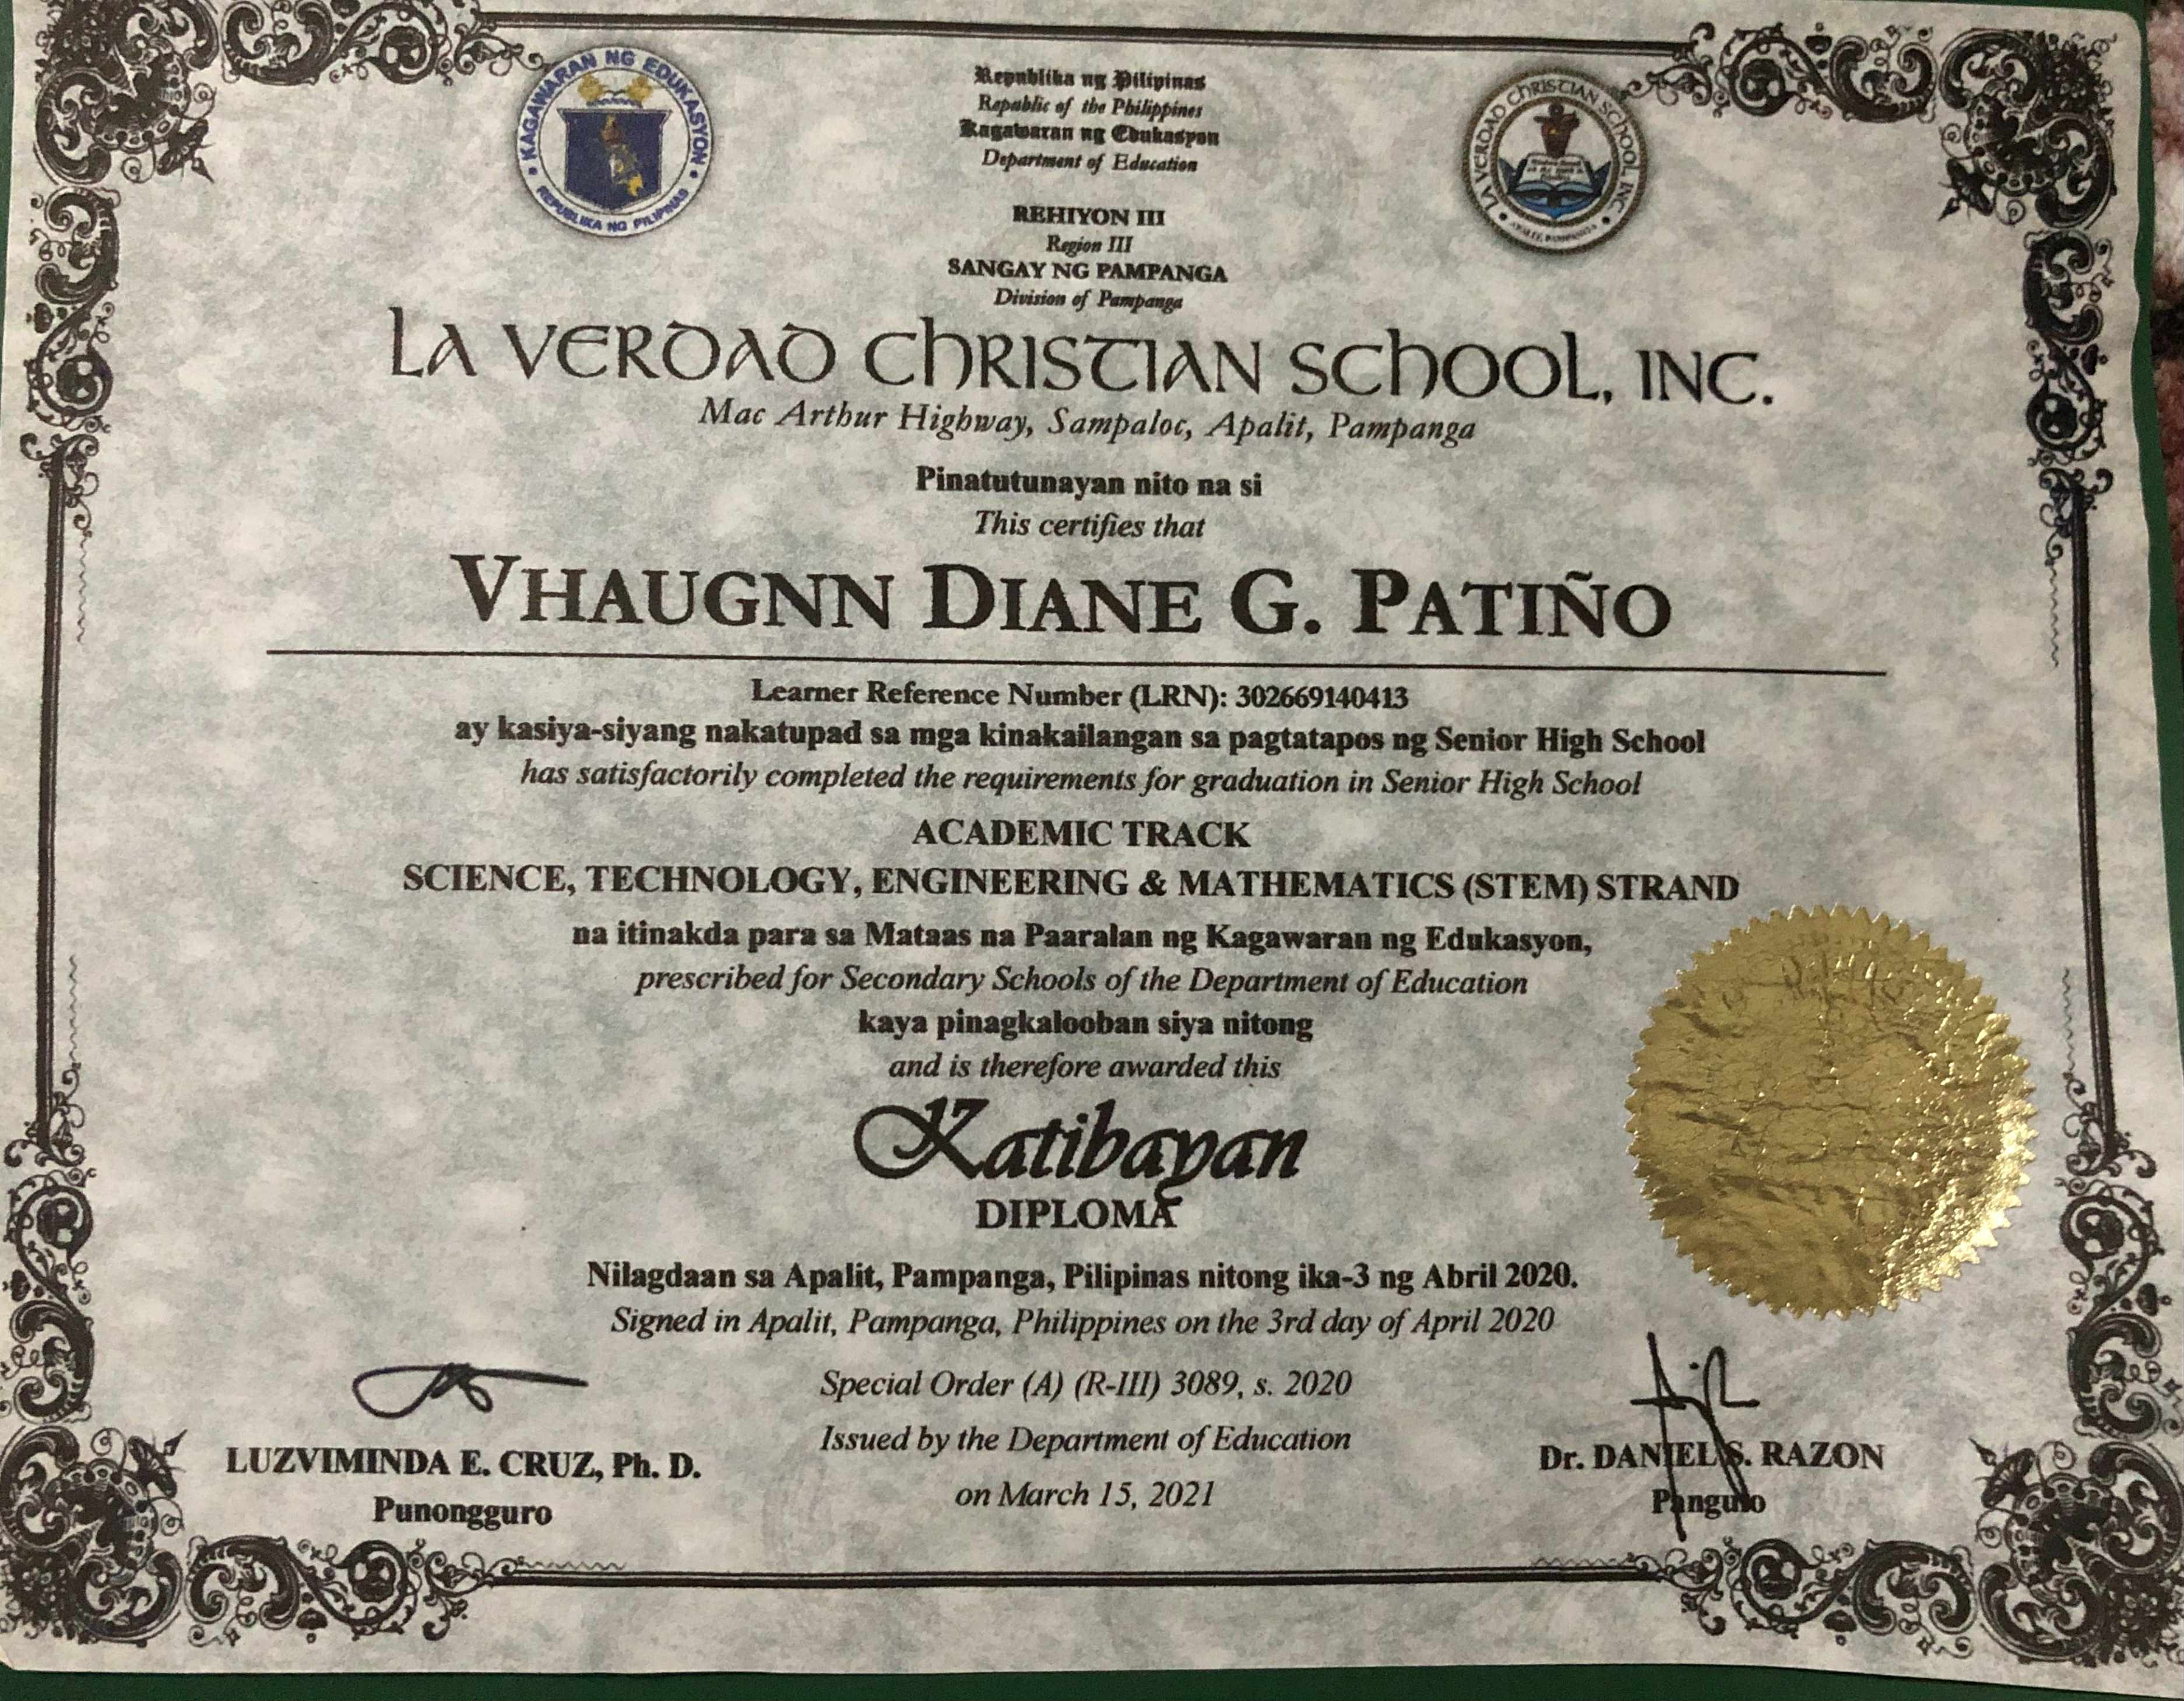 KAGAWARAN NG EDUKASYON
REPUBLIKA NG PILIPINAS
Republika ng Pilipinas
Republic of the Philippines
Kagawaran ng Edukasyon
Department of Education
LA VERDAD CHRISTIAN SCHOOL, INC.
APALIT, PAMPANGA
REHIYON III
Region III
SANGAY NG PAMPANGA
Division of Pampanga
LA VERDAD CHRISTIAN SCHOOL, INC.
Mac Arthur Highway, Sampaloc, Apalit, Pampanga
Pinatutunayan nito na si
This certifies that
VHAUGNN DIANE G. PATIÑO
Learner Reference Number (LRN): 302669140413
ay kasiya-siyang nakatupad sa mga kinakailangan sa pagtatapos ng Senior High School
has satisfactorily completed the requirements for graduation in Senior High School
ACADEMIC TRACK
SCIENCE, TECHNOLOGY, ENGINEERING & MATHEMATICS (STEM) STRAND
na itinakda para sa Mataas na Paaralan ng Kagawaran ng Edukasyon,
prescribed for Secondary Schools of the Department of Education
kaya pinagkalooban siya nitong
and is therefore awarded this
Katibayan
DIPLOMA
Nilagdaan sa Apalit, Pampanga, Pilipinas nitong ika-3 ng Abril 2020.
Signed in Apalit, Pampanga, Philippines on the 3rd day of April 2020
Special Order (A) (R-III) 3089, s. 2020
Issued by the Department of Education
on March 15, 2021
LUZVIMINDA E. CRUZ, Ph. D.
Punongguro
Dr. DANIEL S. RAZON
Pangulo